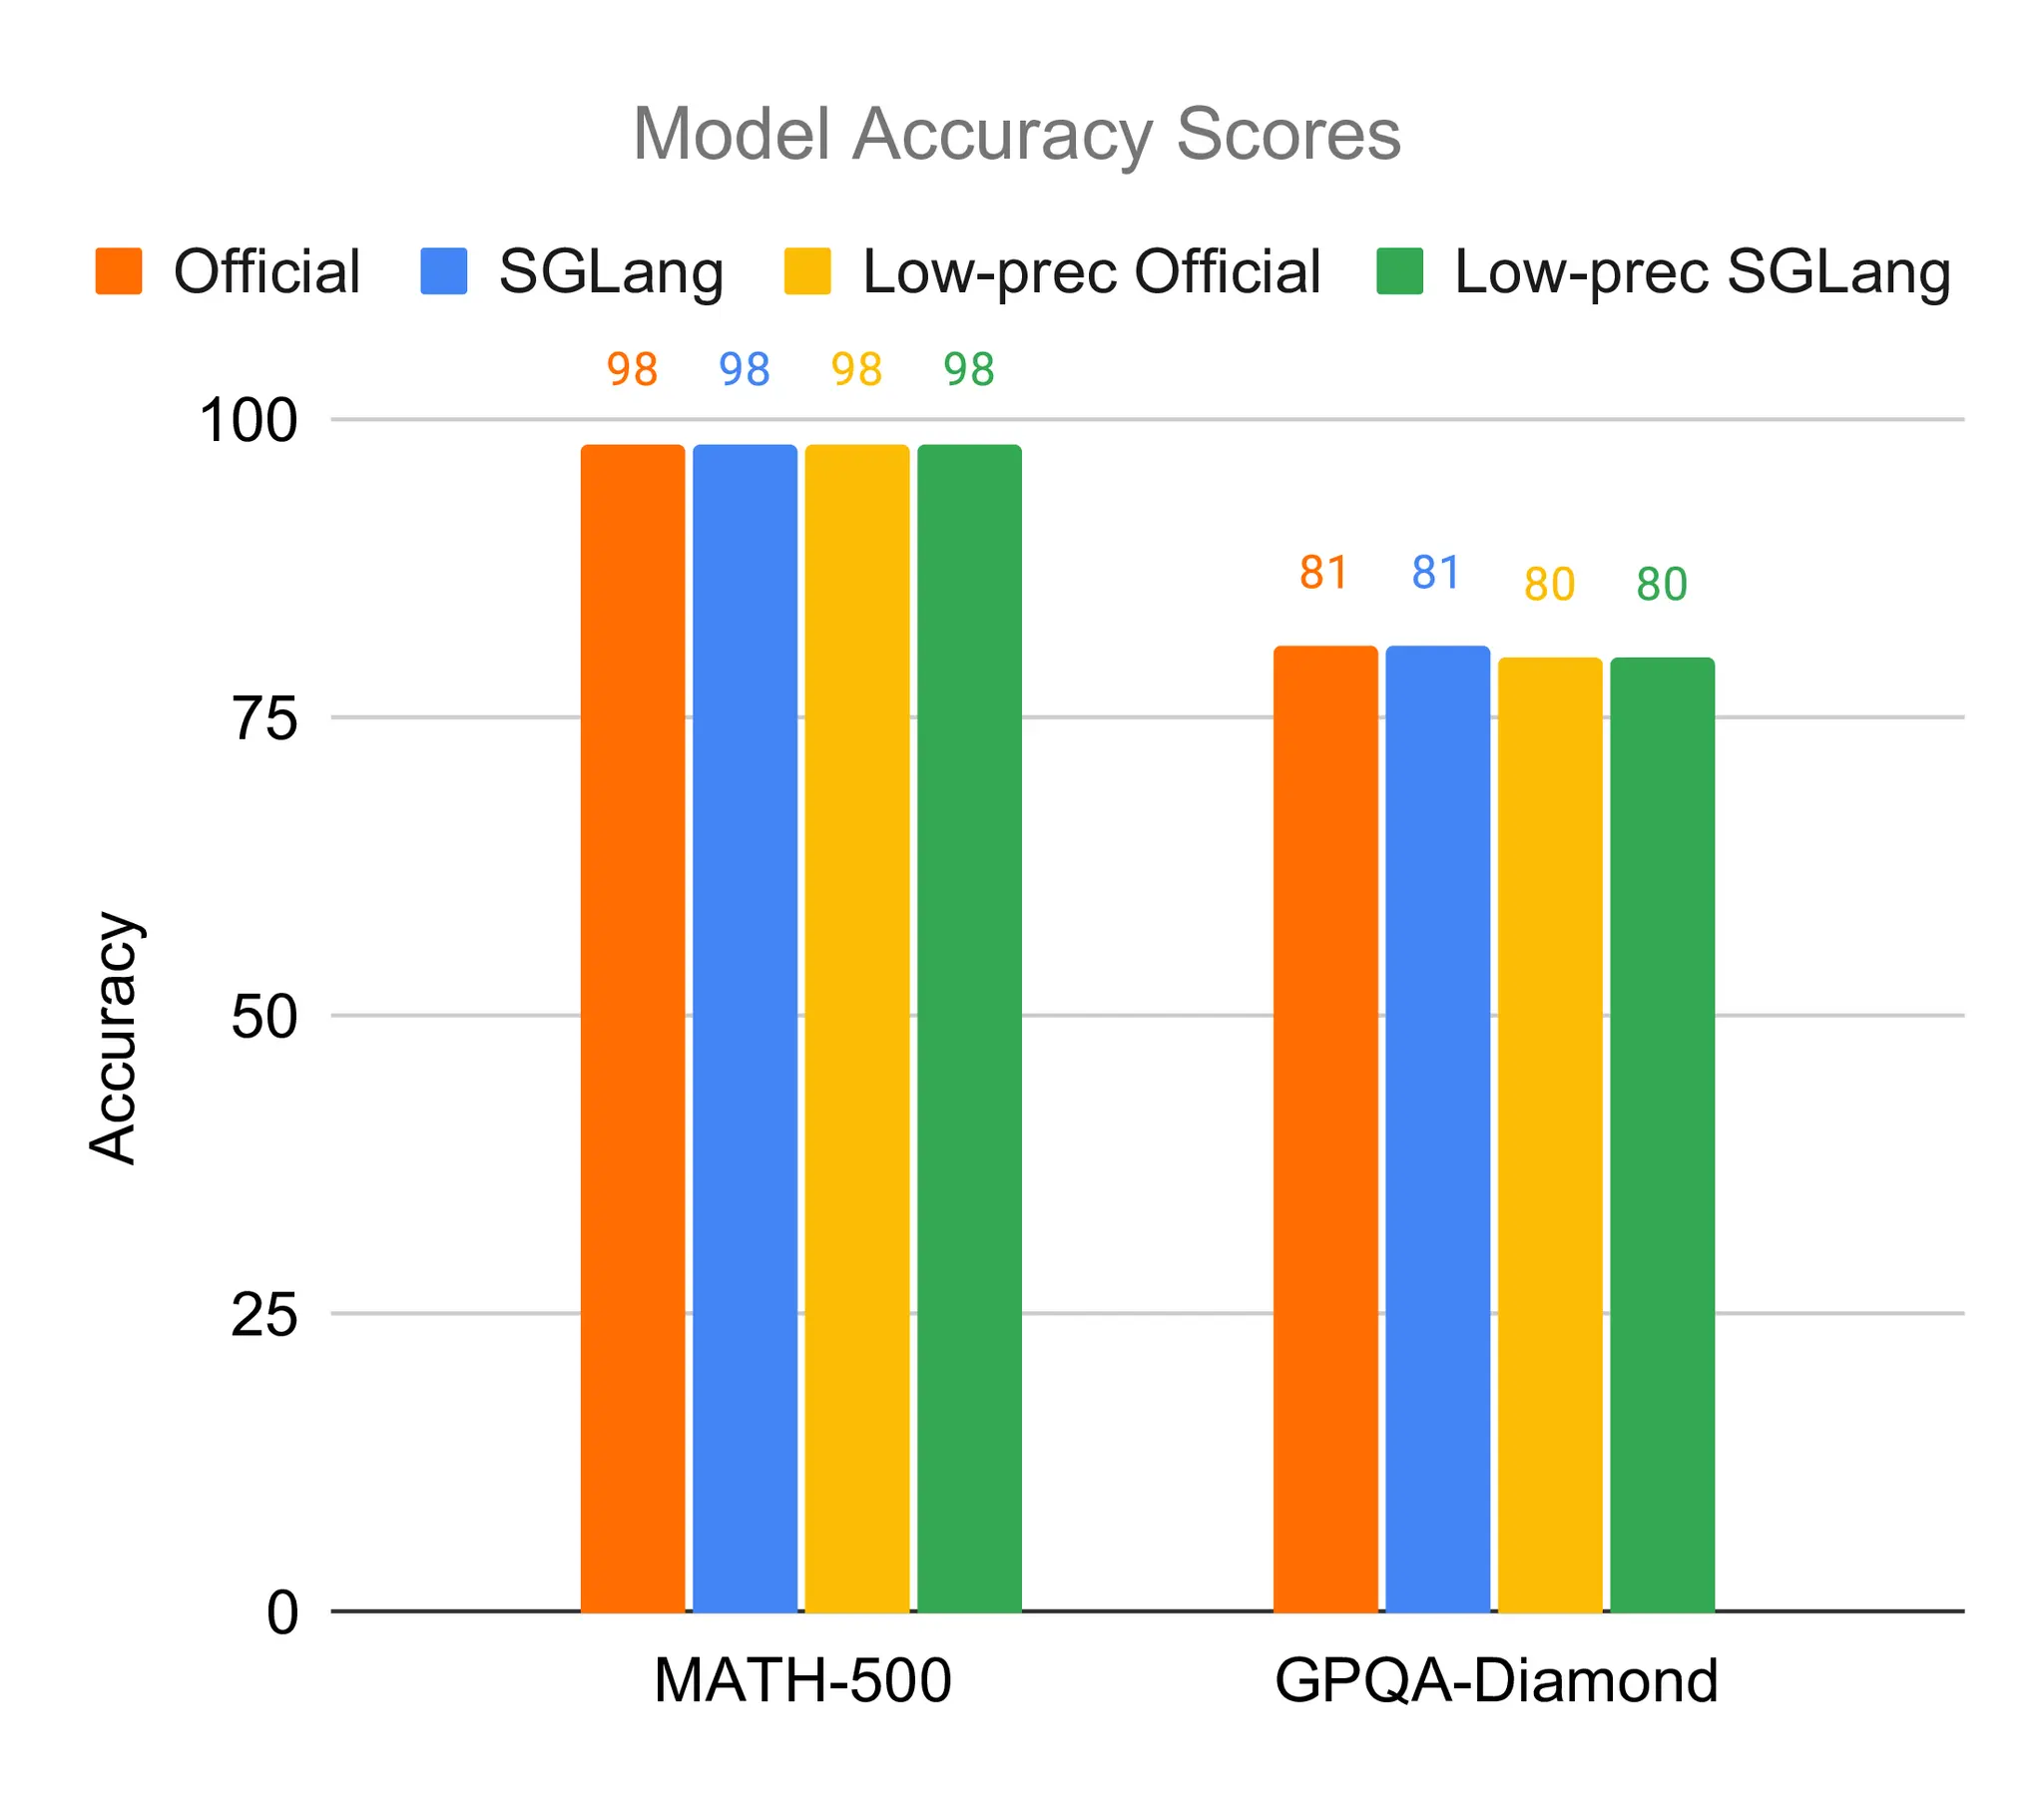 Model Accuracy Scores
Official SGLang Low-prec Official Low-prec SGLang
98 98 98 98
100
81 81 80 80
75
Accuracy
50
25
0
MATH-500 GPQA-Diamond